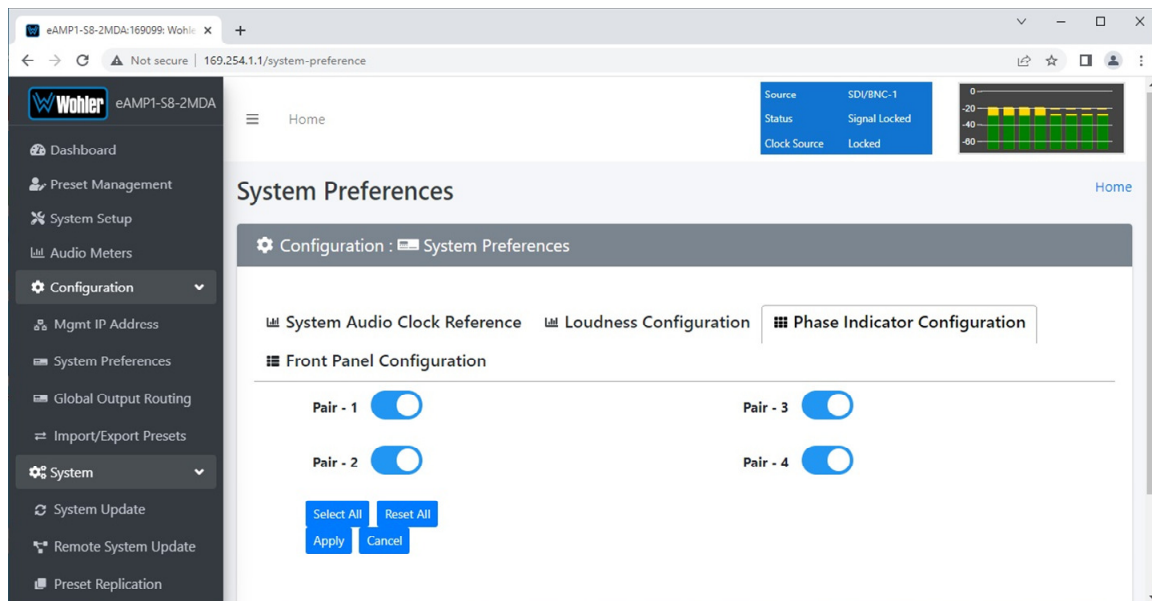 eAMP1-S8-2MDA:169099: Wohle
Not secure | 169.254.1.1/system-preference
Wohler eAMP1-S8-2MDA
Dashboard
Preset Management
System Setup
Audio Meters
Configuration
Mgmt IP Address
System Preferences
Global Output Routing
Import/Export Presets
System
System Update
Remote System Update
Preset Replication
Home
Source SDI/BNC-1
Status Signal Locked
Clock Source Locked
0
-20
-40
-60
System Preferences
Home
Configuration : System Preferences
System Audio Clock Reference Loudness Configuration Phase Indicator Configuration
Front Panel Configuration
Pair - 1 Pair - 3
Pair - 2 Pair - 4
Select All Reset All
Apply Cancel